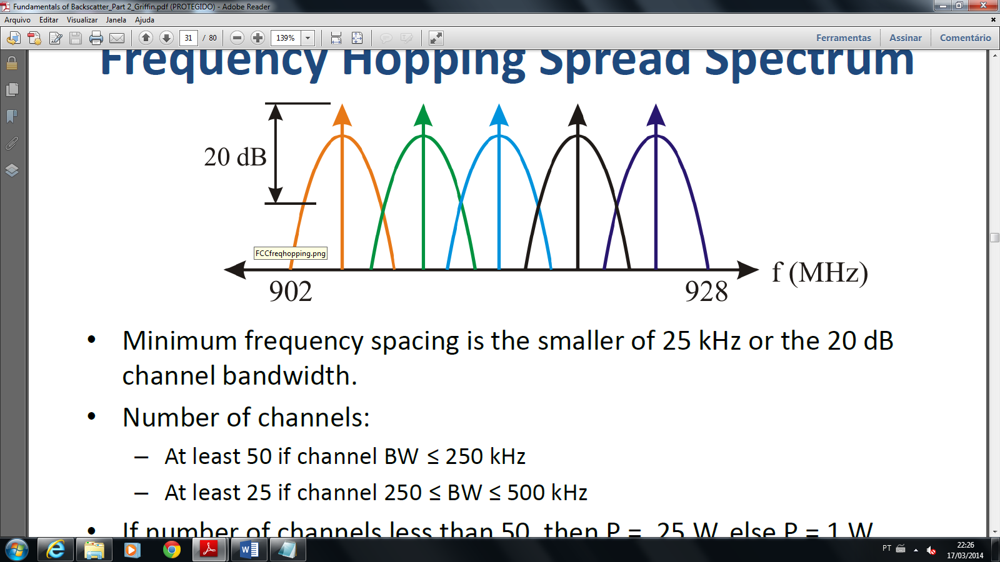 Fundamentals of Backscatter_Part 2_Griffin.pdf (PROTEGIDO) - Adobe Reader
Arquivo Editar Visualizar Janela Ajuda
31 / 80 139% Ferramentas Assinar Comentário
Frequency Hopping Spread Spectrum
20 dB
FCCfreqhopping.png
f (MHz)
902 928
• Minimum frequency spacing is the smaller of 25 kHz or the 20 dB
channel bandwidth.
• Number of channels:
– At least 50 if channel BW ≤ 250 kHz
– At least 25 if channel 250 ≤ BW ≤ 500 kHz
• If number of channels less than 50, then P = .25 W, else P = 1 W
PT 22:26
17/03/2014